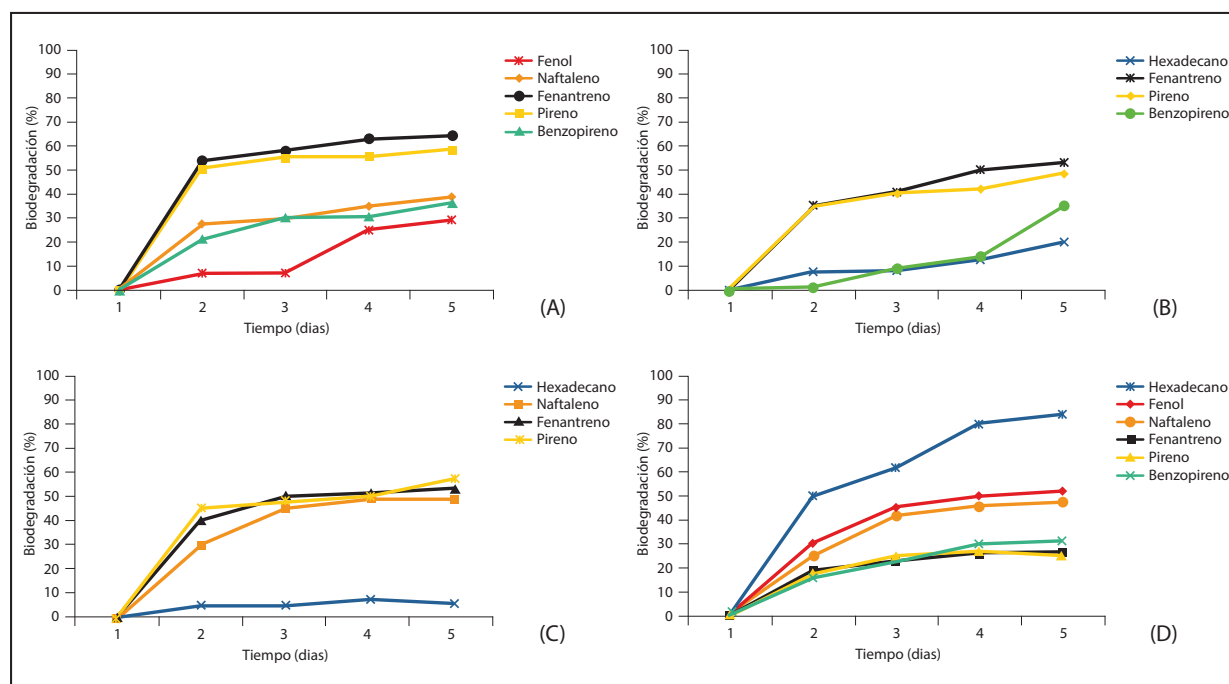 Biodegradación (%)
100
90
80
70
60
50
40
30
20
10
0
1 2 3 4 5
Tiempo (dias)
Fenol
Naftaleno
Fenantreno
Pireno
Benzopireno
(A)
Biodegradación (%)
100
90
80
70
60
50
40
30
20
10
0
1 2 3 4 5
Tiempo (dias)
Hexadecano
Fenantreno
Pireno
Benzopireno
(B)
Biodegradación (%)
100
90
80
70
60
50
40
30
20
10
0
1 2 3 4 5
Tiempo (dias)
Hexadecano
Naftaleno
Fenantreno
Pireno
(C)
Biodegradación (%)
100
90
80
70
60
50
40
30
20
10
0
1 2 3 4 5
Tiempo (dias)
Hexadecano
Fenol
Naftaleno
Fenantreno
Pireno
Benzopireno
(D)